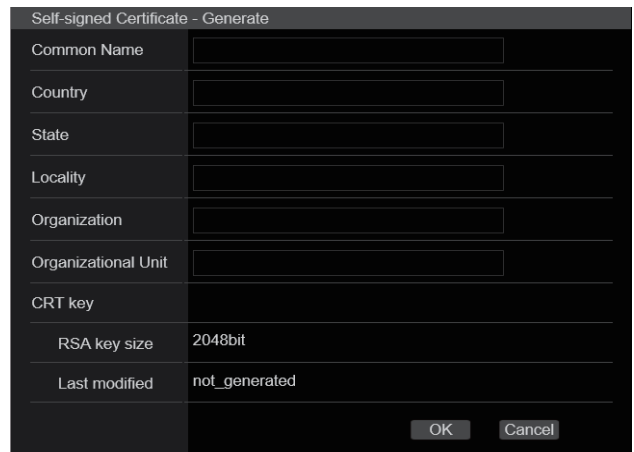 Self-signed Certificate - Generate
Common Name
Country
State
Locality
Organization
Organizational Unit
CRT key
RSA key size 2048bit
Last modified not_generated
OK Cancel